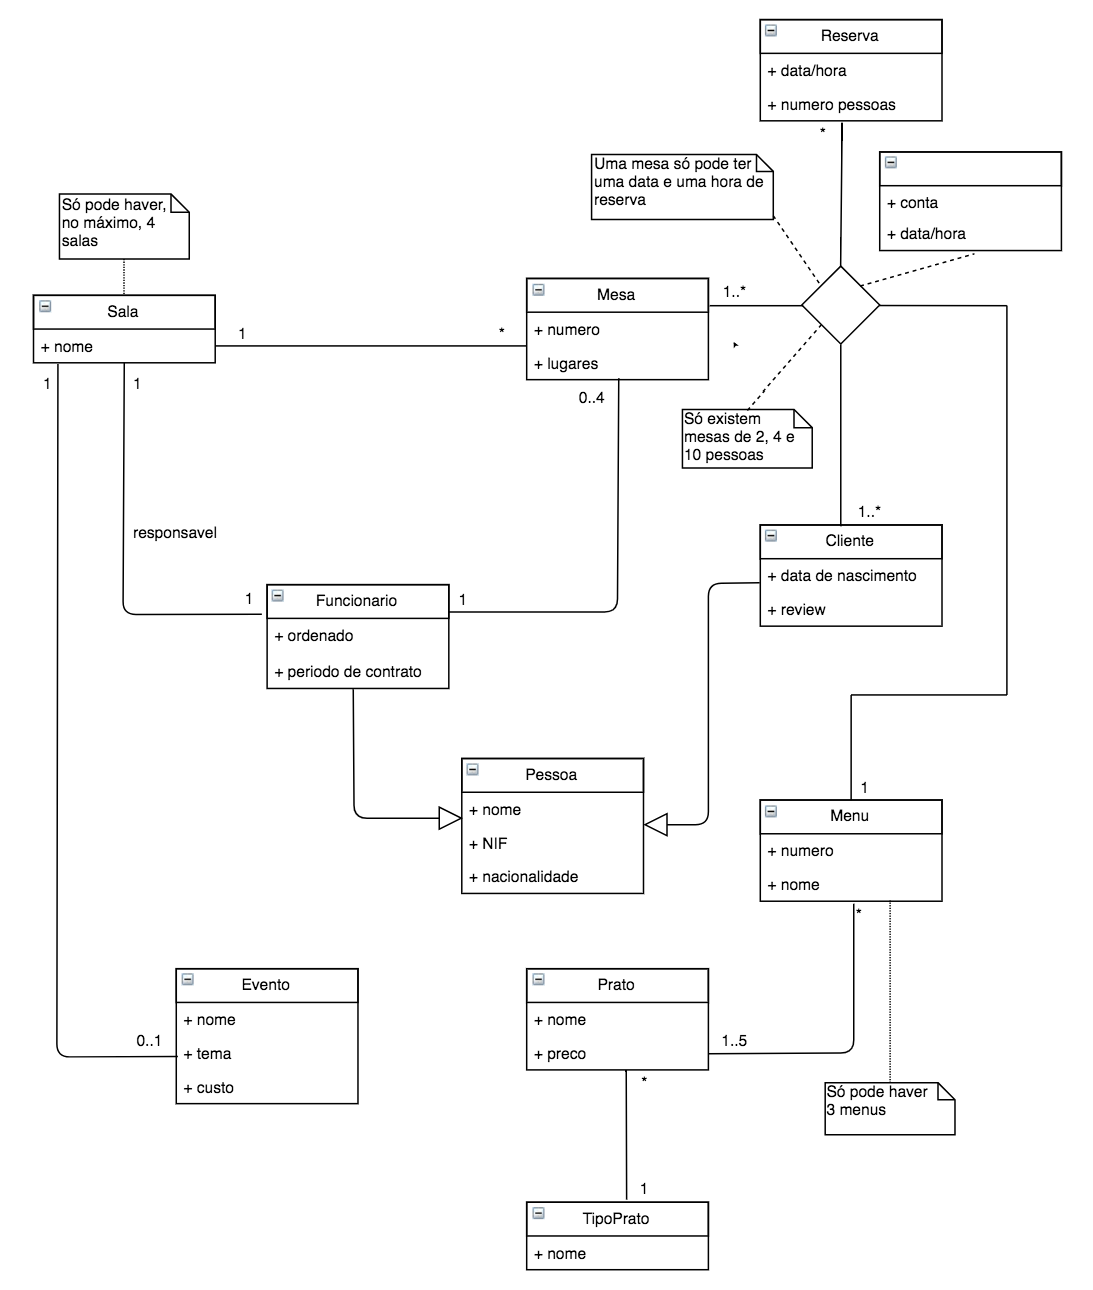 Reserva
+ data/hora
+ numero pessoas
*
Uma mesa só pode ter
uma data e uma hora de
reserva
+ conta
+ data/hora
Só pode haver,
no máximo, 4
salas
Sala
+ nome
1
*
Mesa
+ numero
+ lugares
1..*
1
1
0..4
Só existem
mesas de 2, 4 e
10 pessoas
responsavel
1..*
Cliente
+ data de nascimento
+ review
1
Funcionario
+ ordenado
+ periodo de contrato
1
Pessoa
+ nome
+ NIF
+ nacionalidade
1
Menu
+ numero
+ nome
*
Evento
+ nome
+ tema
+ custo
0..1
Prato
+ nome
+ preco
1..5
*
Só pode haver
3 menus
1
TipoPrato
+ nome